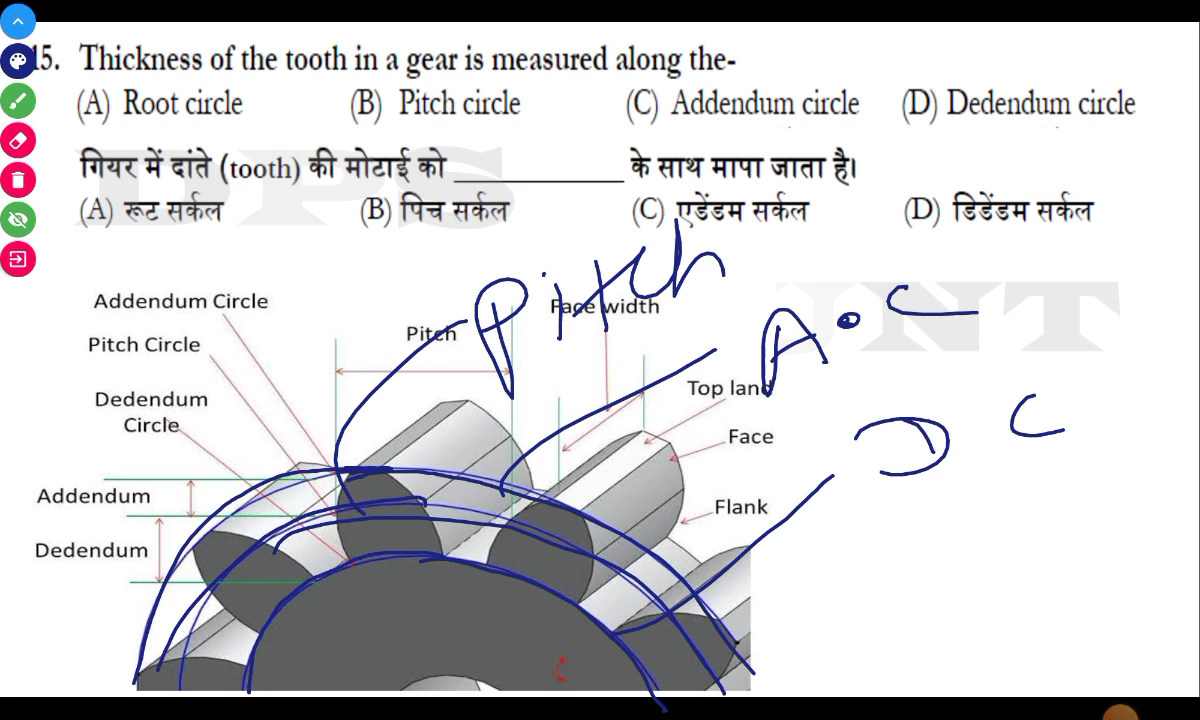 15. Thickness of the tooth in a gear is measured along the-
(A) Root circle (B) Pitch circle (C) Addendum circle (D) Dedendum circle
गियर में दांते (tooth) की मोटाई को ____________ के साथ मापा जाता है।
(A) रूट सर्कल (B) पिच सर्कल (C) एडेंडम सर्कल (D) डिडेंडम सर्कल
Pitch
Addendum Circle
Face width
A.C
Pitch
Pitch Circle
Top land
Dedendum
Circle
D C
Face
Addendum
Flank
Dedendum
DPS